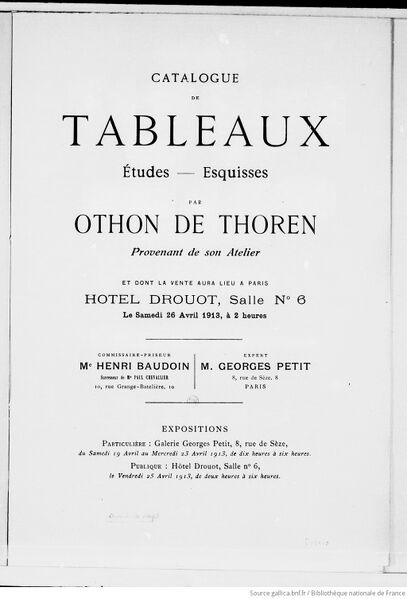 CATALOGUE
DE
TABLEAUX
Études — Esquisses
PAR
OTHON DE THOREN
Provenant de son Atelier
ET DONT LA VENTE AURA LIEU A PARIS
HOTEL DROUOT, Salle N° 6
Le Samedi 26 Avril 1913, à 2 heures
COMMISSAIRE-PRISEUR
Me HENRI BAUDOIN
Successeur de Me PAUL CHEVALLIER
10, rue Grange-Batelière, 10
EXPERT
M. GEORGES PETIT
8, rue de Sèze, 8
PARIS
EXPOSITIONS
PARTICULIÈRE : Galerie Georges Petit, 8, rue de Sèze,
du Samedi 19 Avril au Mercredi 23 Avril 1913, de dix heures à six heures.
PUBLIQUE : Hôtel Drouot, Salle n° 6,
le Vendredi 25 Avril 1913, de deux heures à six heures.
Source gallica.bnf.fr / Bibliothèque nationale de France